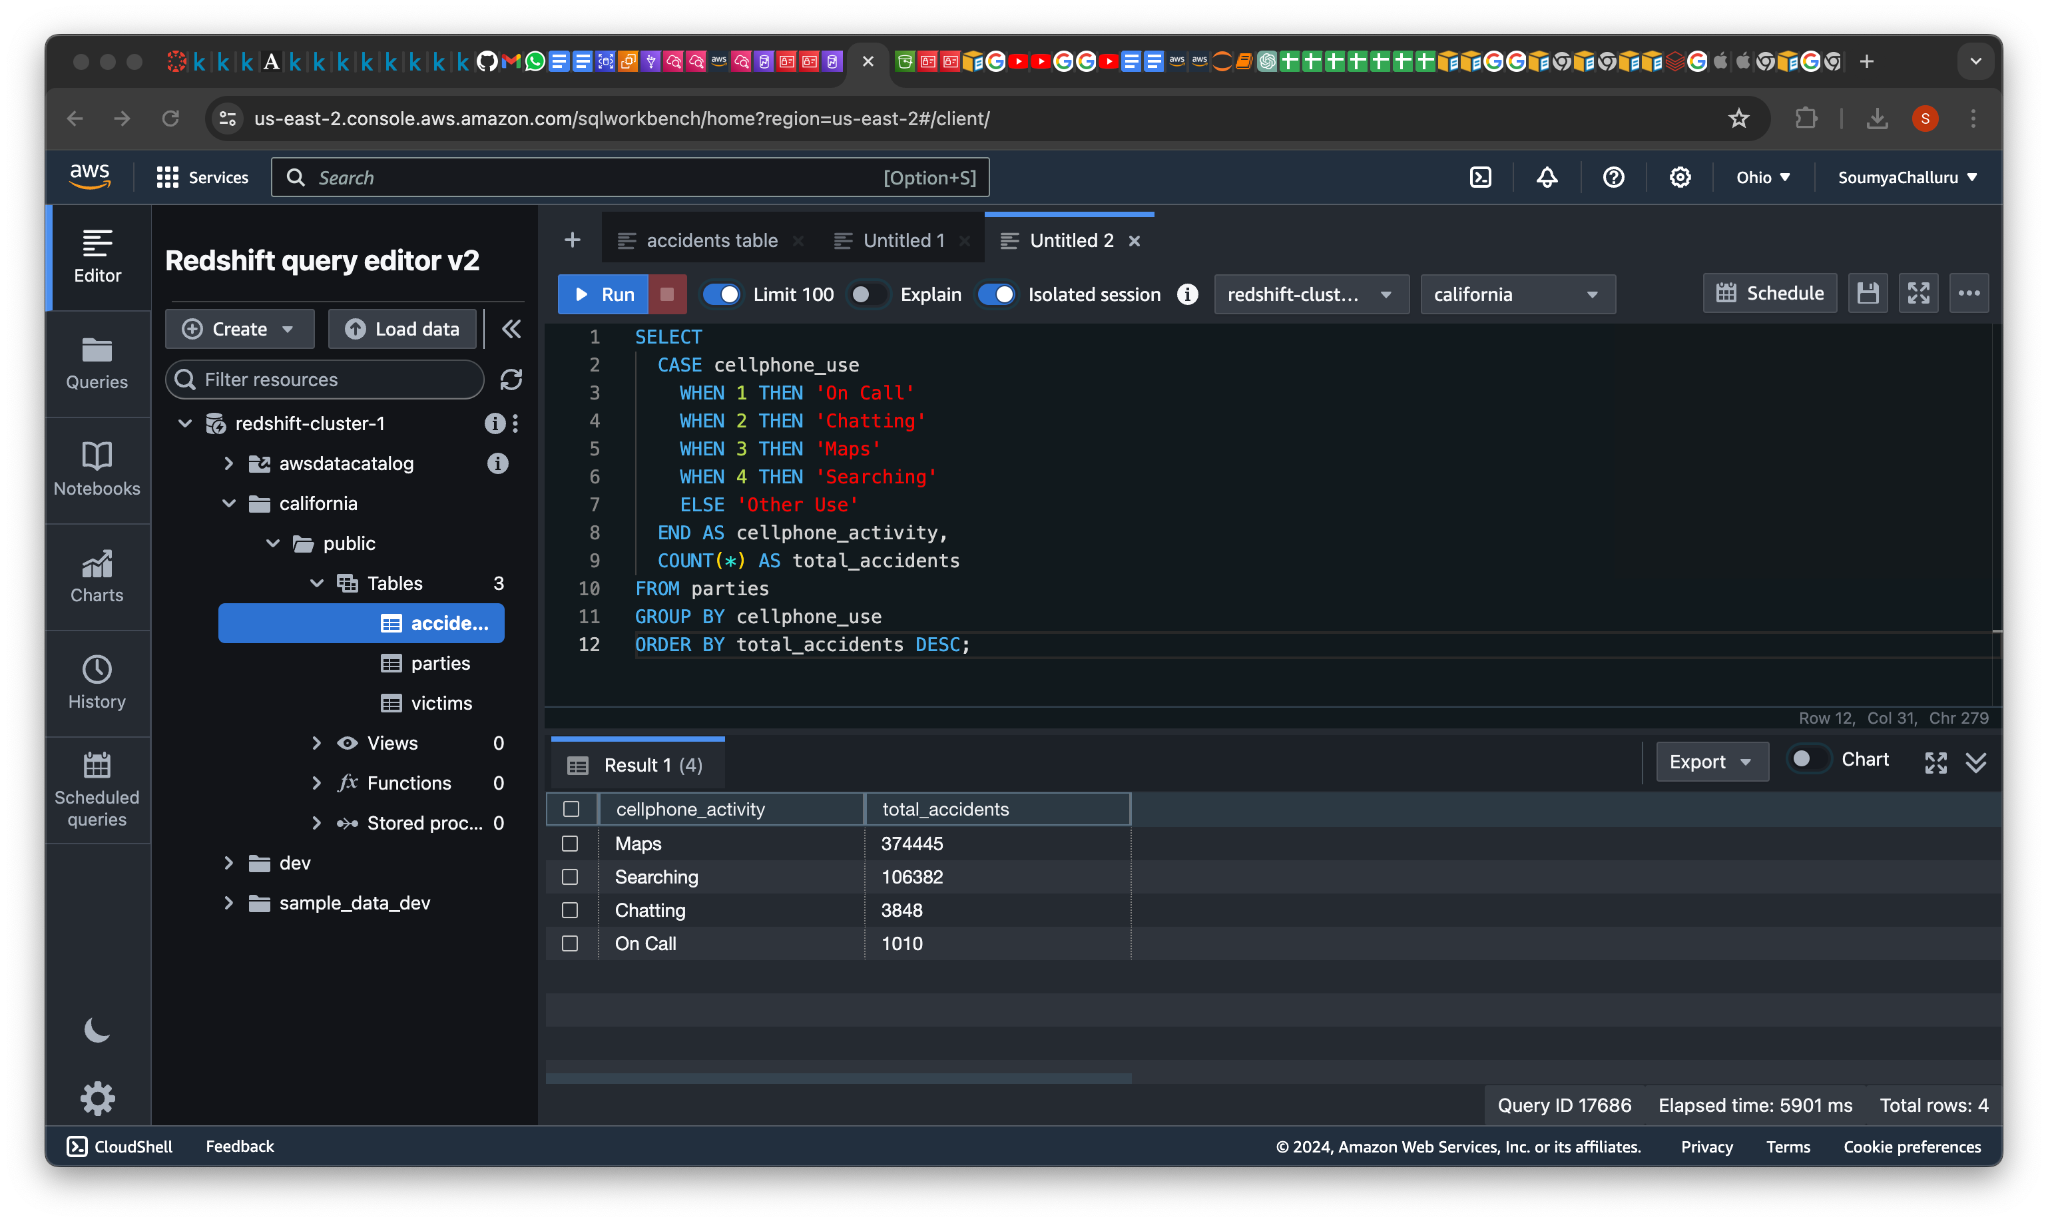 us-east-2.console.aws.amazon.com/sqlworkbench/home?region=us-east-2#/client/
S
aws
Services
Search
[Option+S]
Ohio
SoumyaChalluru
Editor
Queries
Notebooks
Charts
History
Scheduled
queries
Redshift query editor v2
Create
Load data
Filter resources
redshift-cluster-1
awsdatacatalog
california
public
Tables 3
accide...
parties
victims
Views 0
Functions 0
Stored proc... 0
dev
sample_data_dev
accidents table
Untitled 1
Untitled 2
Run
Limit 100
Explain
Isolated session
redshift-clust...
california
Schedule
1 SELECT
2 CASE cellphone_use
3 WHEN 1 THEN 'On Call'
4 WHEN 2 THEN 'Chatting'
5 WHEN 3 THEN 'Maps'
6 WHEN 4 THEN 'Searching'
7 ELSE 'Other Use'
8 END AS cellphone_activity,
9 COUNT(*) AS total_accidents
10 FROM parties
11 GROUP BY cellphone_use
12 ORDER BY total_accidents DESC;
Row 12, Col 31, Chr 279
Result 1 (4)
Export
Chart
cellphone_activity total_accidents
Maps 374445
Searching 106382
Chatting 3848
On Call 1010
Query ID 17686 Elapsed time: 5901 ms Total rows: 4
CloudShell
Feedback
© 2024, Amazon Web Services, Inc. or its affiliates.
Privacy
Terms
Cookie preferences